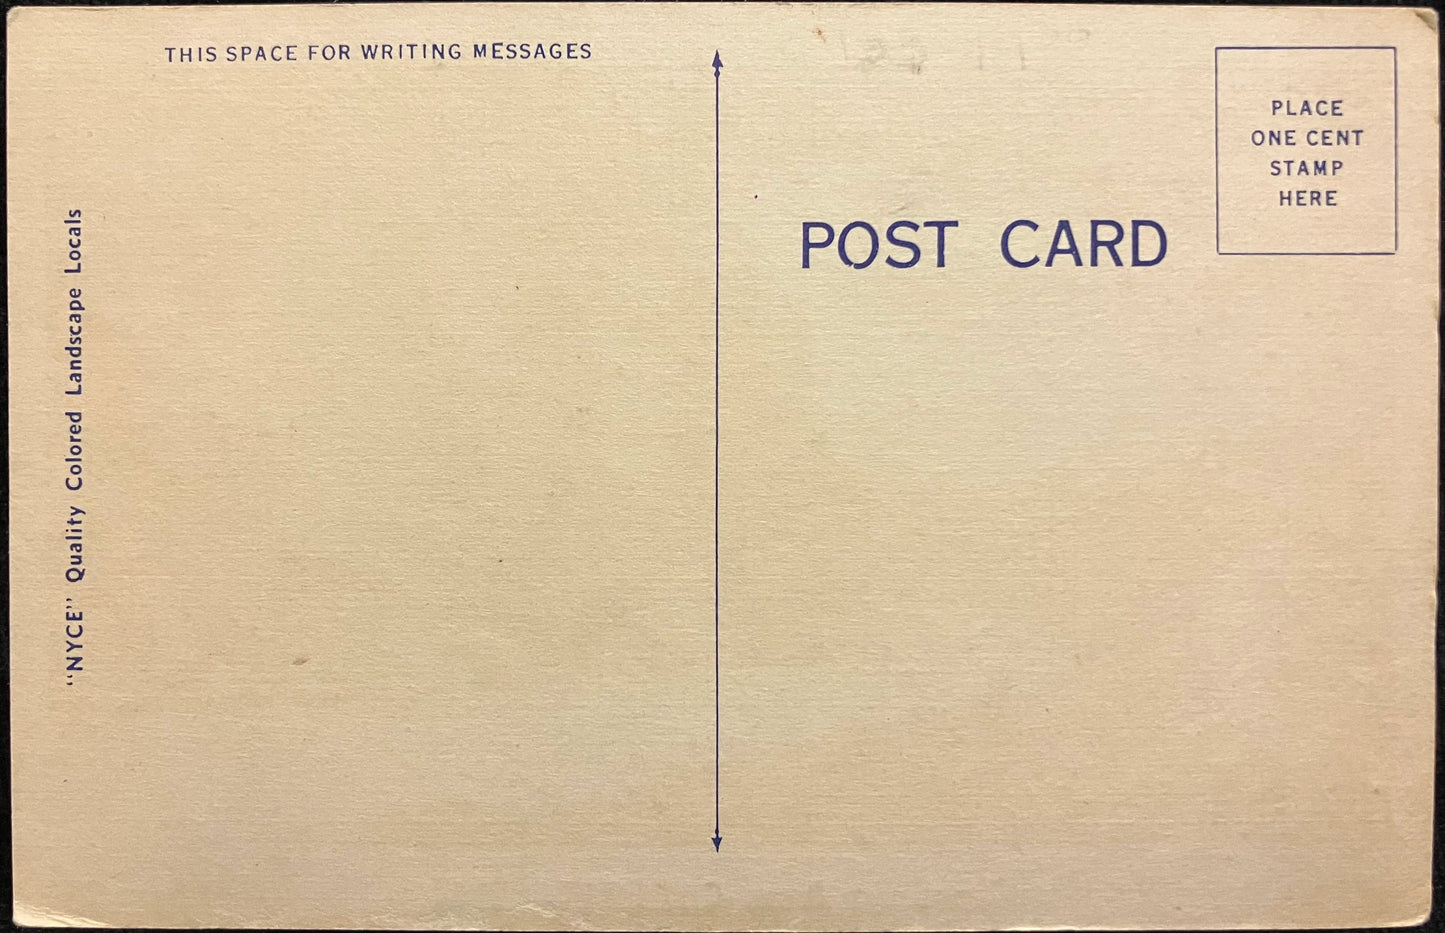 THIS SPACE FOR WRITING MESSAGES
PLACE
ONE CENT
STAMP
HERE
POST CARD
"NYCE" Quality Colored Landscape Locals